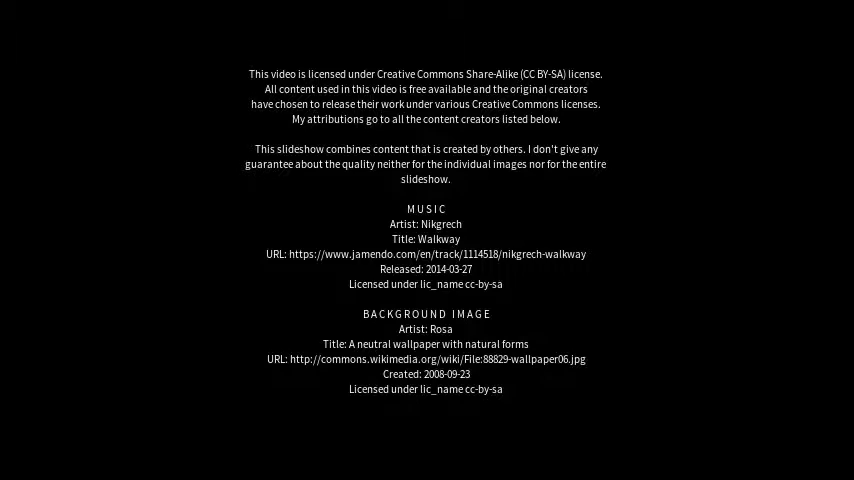 This video is licensed under Creative Commons Share-Alike (CC BY-SA) license.
All content used in this video is free available and the original creators
have chosen to release their work under various Creative Commons licenses.
My attributions go to all the content creators listed below.
This slideshow combines content that is created by others. I don't give any
guarantee about the quality neither for the individual images nor for the entire
slideshow.
MUSIC
Artist: Nikgrech
Title: Walkway
URL: https://www.jamendo.com/en/track/1114518/nikgrech-walkway
Released: 2014-03-27
Licensed under lic_name cc-by-sa
BACKGROUND IMAGE
Artist: Rosa
Title: A neutral wallpaper with natural forms
URL: http://commons.wikimedia.org/wiki/File:88829-wallpaper06.jpg
Created: 2008-09-23
Licensed under lic_name cc-by-sa